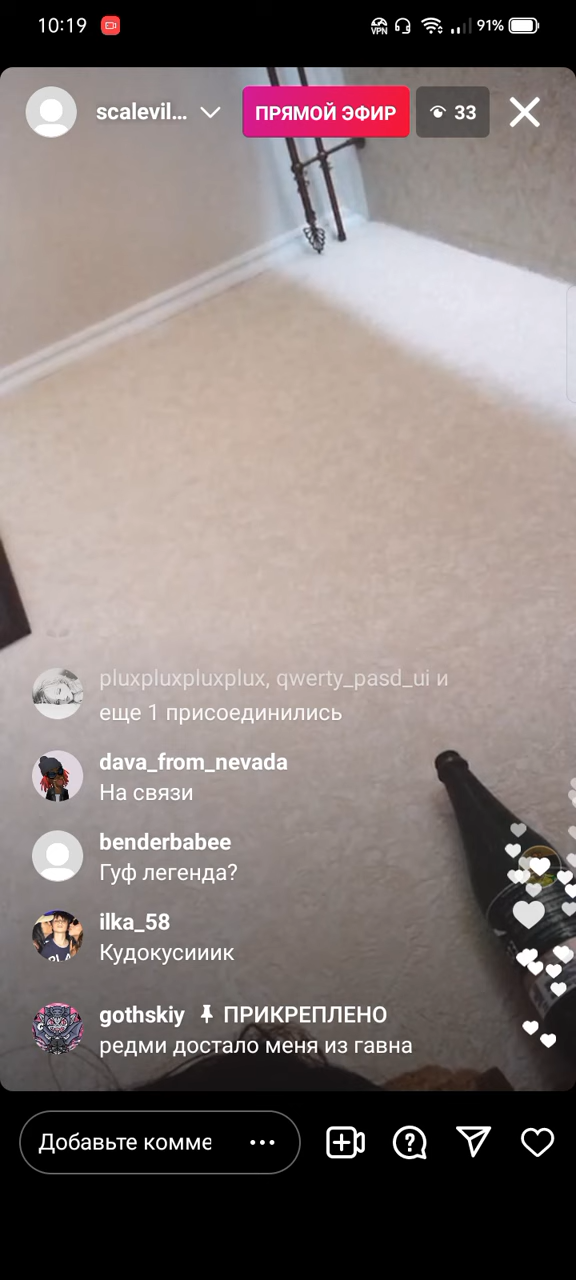 10:19
VPN
91%
scalevil...
ПРЯМОЙ ЭФИР
33
pluxpluxpluxplux, qwerty_pasd_ui и
еще 1 присоединились
dava_from_nevada
На связи
benderbabee
Гуф легенда?
ilka_58
Кудокусииик
gothskiy ПРИКРЕПЛЕНО
редми достало меня из гавна
Добавьте комме